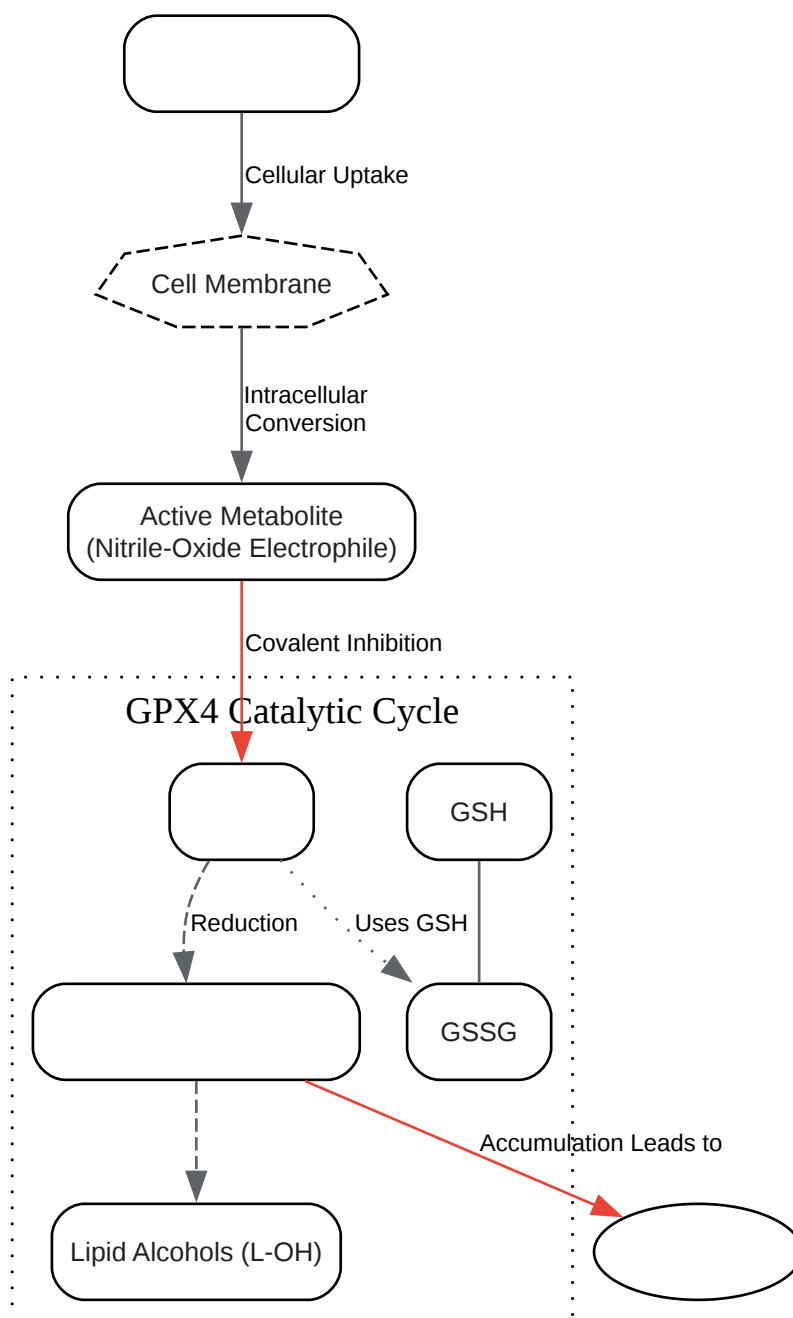 Cellular Uptake
Cell Membrane
Intracellular
Conversion
Active Metabolite
(Nitrile-Oxide Electrophile)
Covalent Inhibition
GPX4 Catalytic Cycle
GSH
Reduction
Uses GSH
GSSG
Accumulation Leads to
Lipid Alcohols (L-OH)